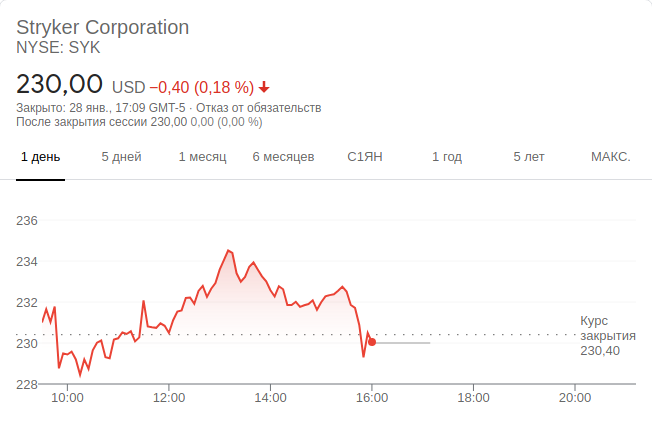 Stryker Corporation
NYSE: SYK
230,00 USD −0,40 (0,18 %)
Закрыто: 28 янв., 17:09 GMT-5 · Отказ от обязательств
После закрытия сессии 230,00 0,00 (0,00 %)
1 день 5 дней 1 месяц 6 месяцев С1ЯН 1 год 5 лет МАКС.
236
234
232
230
228
Курс
закрытия
230,40
10:00 12:00 14:00 16:00 18:00 20:00